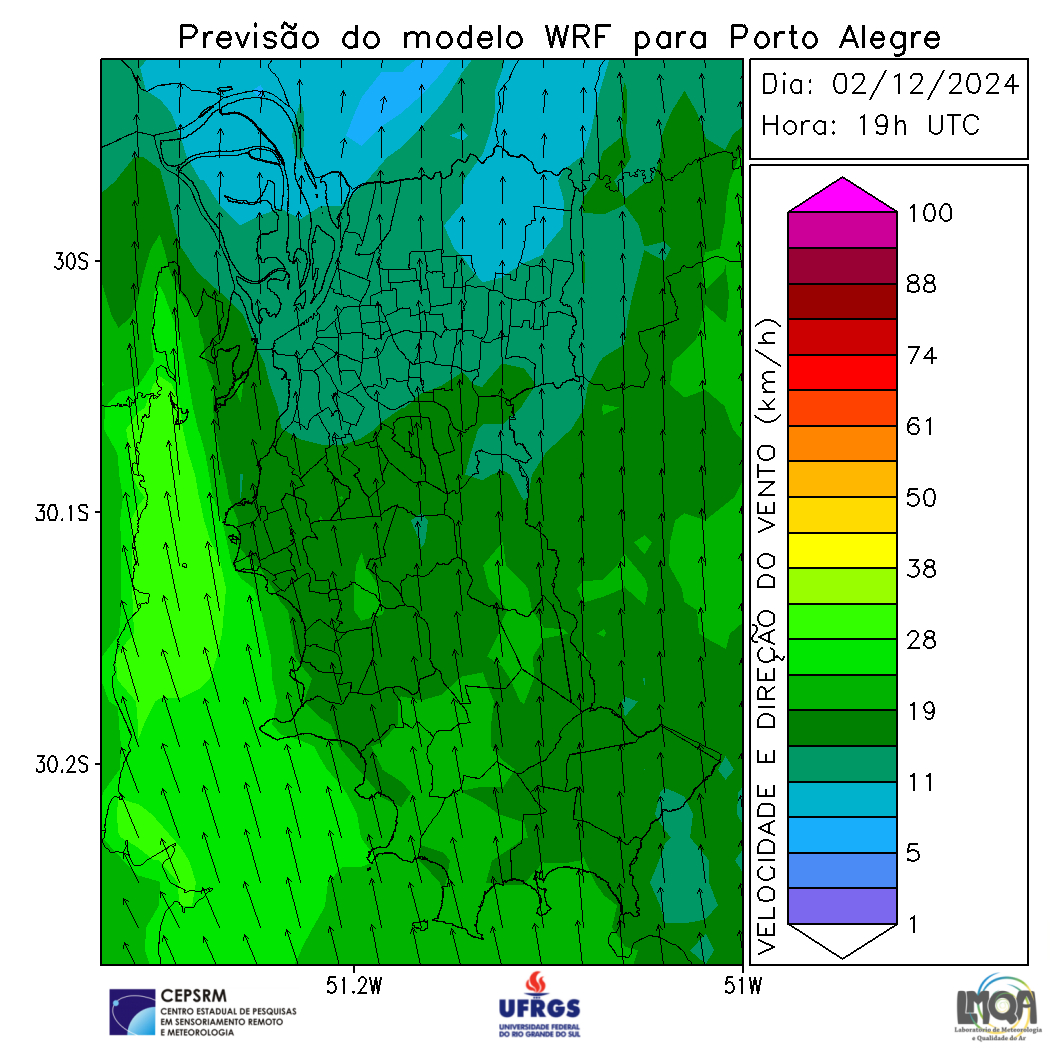 Previsão do modelo WRF para Porto Alegre
Dia: 02/12/2024
Hora: 19h UTC
30S
30.1S
30.2S
51.2W
51W
VELOCIDADE E DIREÇÃO DO VENTO (km/h)
100
88
74
61
50
38
28
19
11
5
1
CEPSRM
CENTRO ESTADUAL DE PESQUISAS
EM SENSORIAMENTO REMOTO
E METEOROLOGIA
UFRGS
UNIVERSIDADE FEDERAL
DO RIO GRANDE DO SUL
LMQA
Laboratório de Meteorologia
e Qualidade do Ar